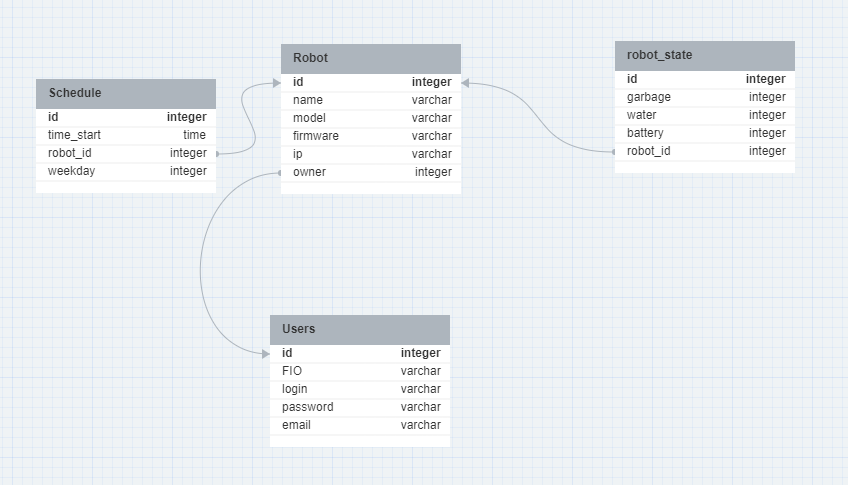 Schedule
id integer
time_start time
robot_id integer
weekday integer
Robot
id integer
name varchar
model varchar
firmware varchar
ip varchar
owner integer
robot_state
id integer
garbage integer
water integer
battery integer
robot_id integer
Users
id integer
FIO varchar
login varchar
password varchar
email varchar